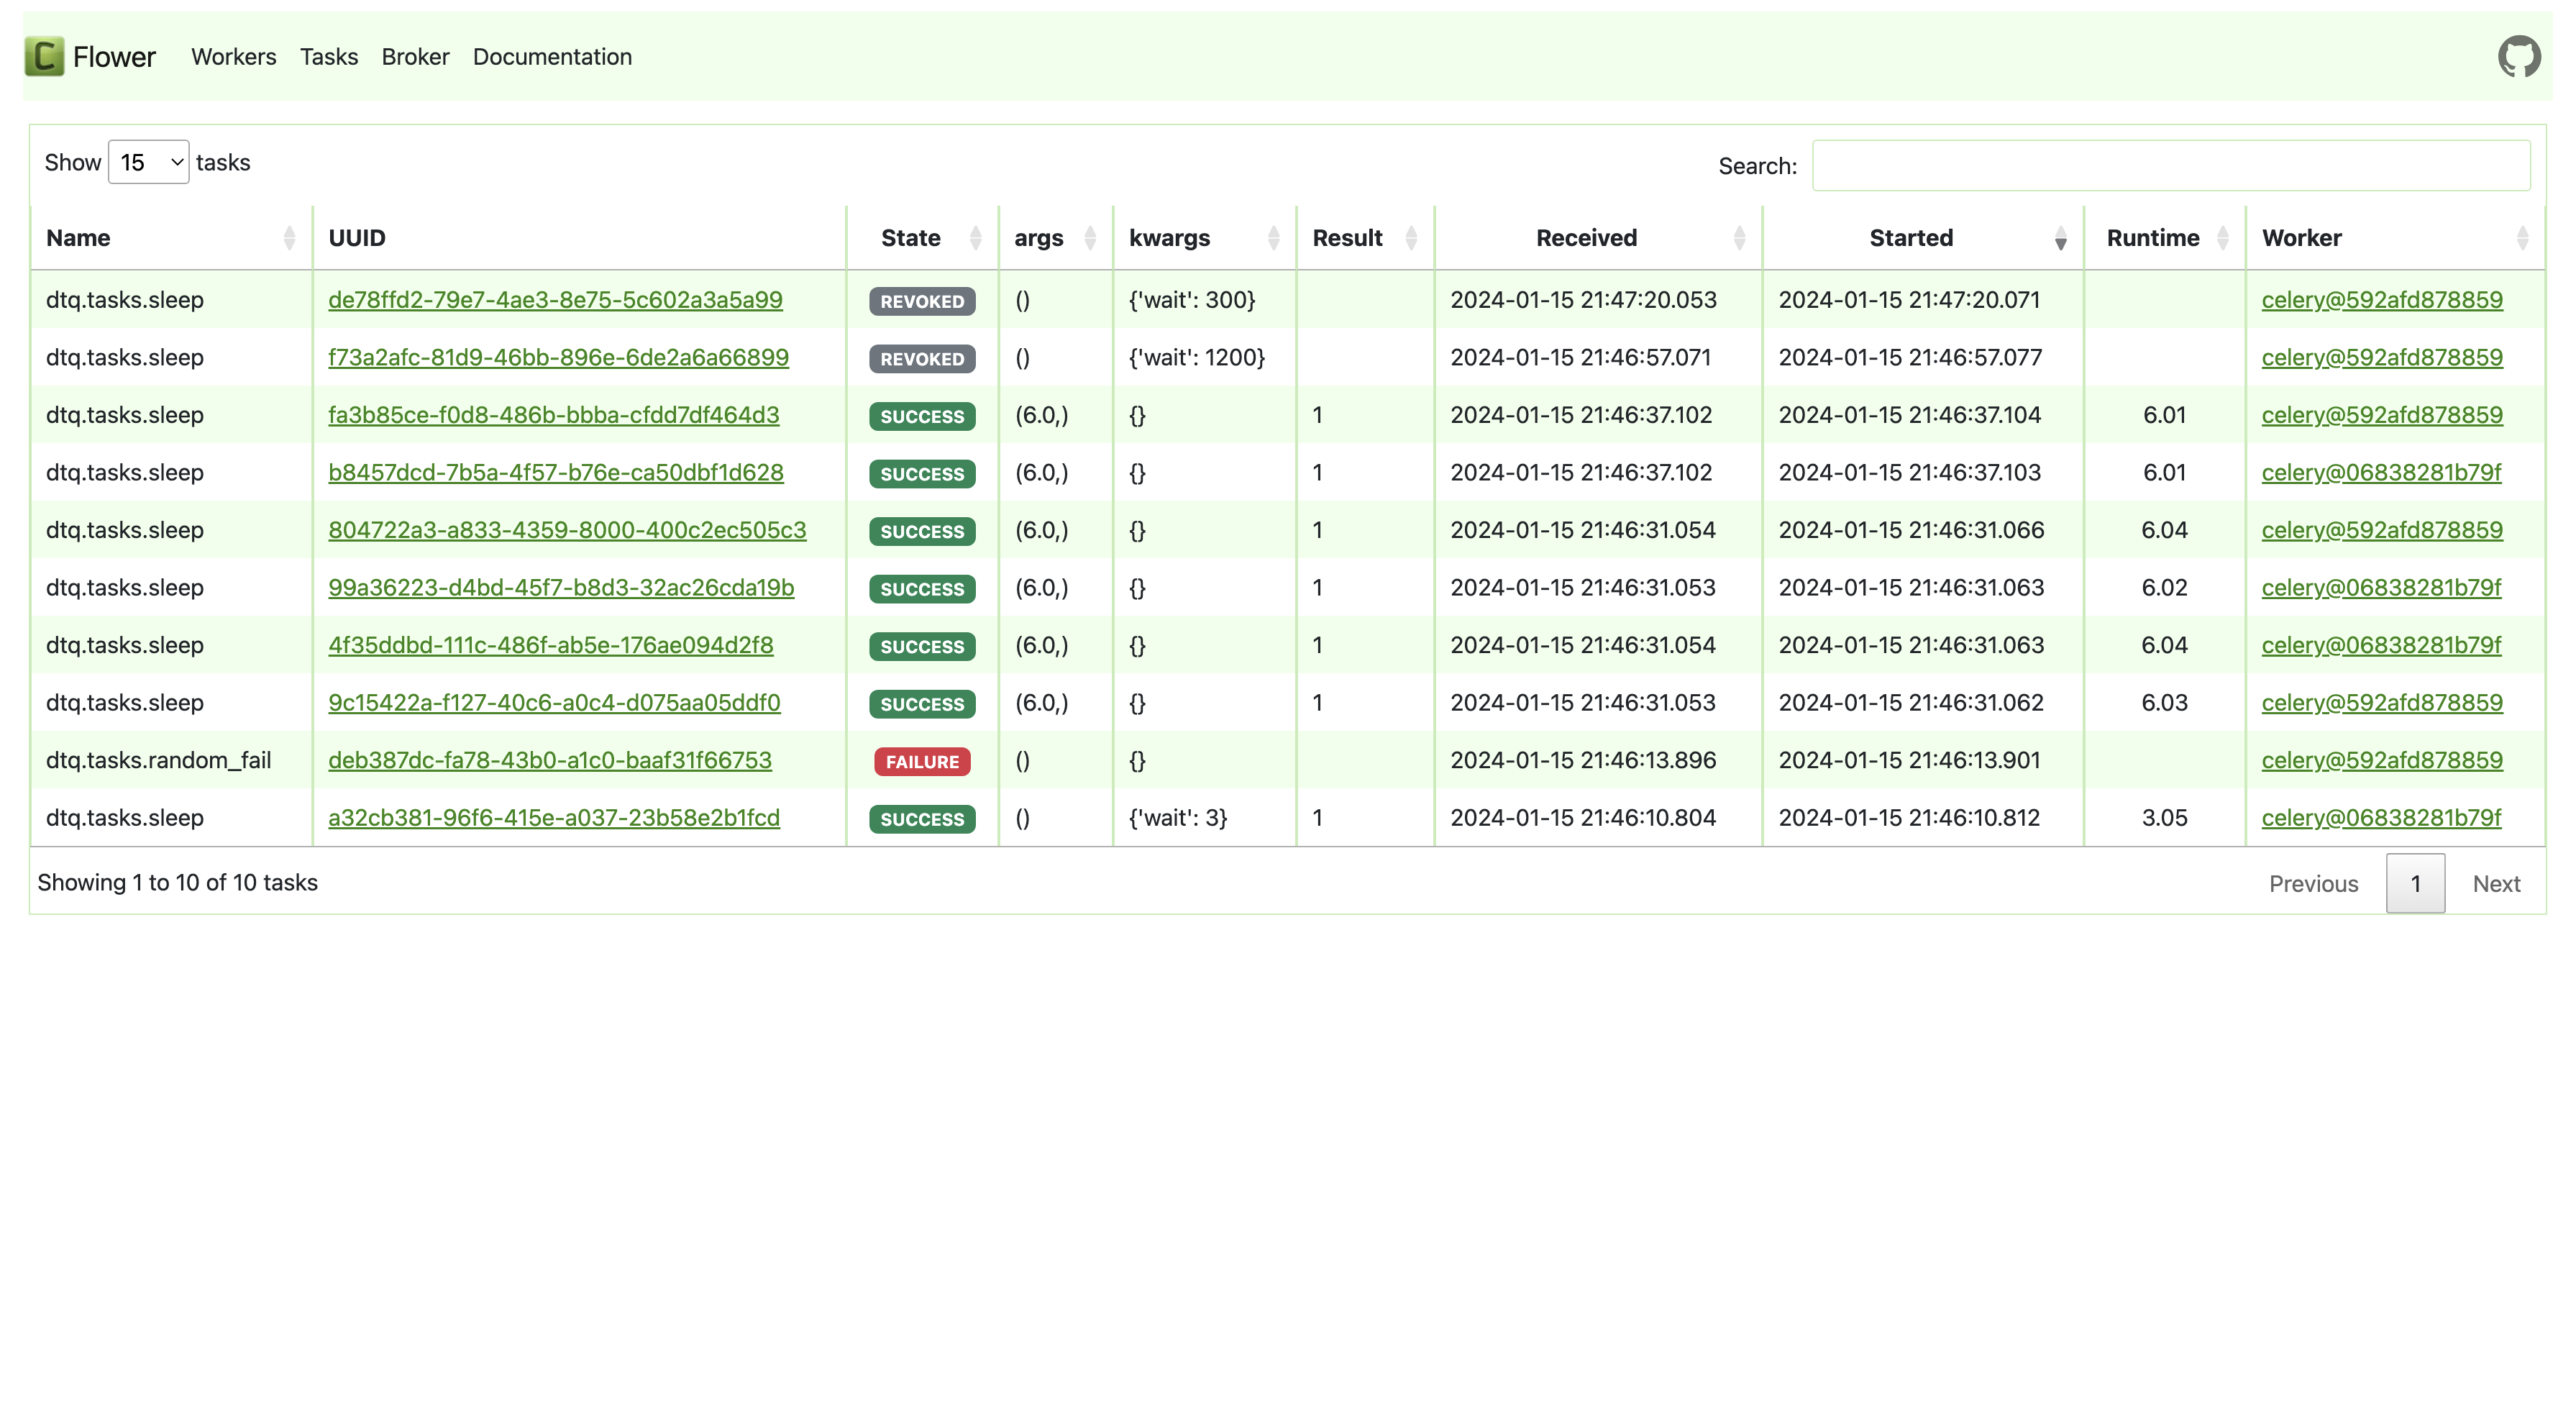 Flower Workers Tasks Broker Documentation
Show 15 tasks Search:
Name UUID State args kwargs Result Received Started Runtime Worker
dtq.tasks.sleep de78ffd2-79e7-4ae3-8e75-5c602a3a5a99 REVOKED () {'wait': 300} 2024-01-15 21:47:20.053 2024-01-15 21:47:20.071 celery@592afd878859
dtq.tasks.sleep f73a2afc-81d9-46bb-896e-6de2a6a66899 REVOKED () {'wait': 1200} 2024-01-15 21:46:57.071 2024-01-15 21:46:57.077 celery@592afd878859
dtq.tasks.sleep fa3b85ce-f0d8-486b-bbba-cfdd7df464d3 SUCCESS (6.0,) {} 1 2024-01-15 21:46:37.102 2024-01-15 21:46:37.104 6.01 celery@592afd878859
dtq.tasks.sleep b8457dcd-7b5a-4f57-b76e-ca50dbf1d628 SUCCESS (6.0,) {} 1 2024-01-15 21:46:37.102 2024-01-15 21:46:37.103 6.01 celery@06838281b79f
dtq.tasks.sleep 804722a3-a833-4359-8000-400c2ec505c3 SUCCESS (6.0,) {} 1 2024-01-15 21:46:31.054 2024-01-15 21:46:31.066 6.04 celery@592afd878859
dtq.tasks.sleep 99a36223-d4bd-45f7-b8d3-32ac26cda19b SUCCESS (6.0,) {} 1 2024-01-15 21:46:31.053 2024-01-15 21:46:31.063 6.02 celery@06838281b79f
dtq.tasks.sleep 4f35ddbd-111c-486f-ab5e-176ae094d2f8 SUCCESS (6.0,) {} 1 2024-01-15 21:46:31.054 2024-01-15 21:46:31.063 6.04 celery@06838281b79f
dtq.tasks.sleep 9c15422a-f127-40c6-a0c4-d075aa05ddf0 SUCCESS (6.0,) {} 1 2024-01-15 21:46:31.053 2024-01-15 21:46:31.062 6.03 celery@592afd878859
dtq.tasks.random_fail deb387dc-fa78-43b0-a1c0-baaf31f66753 FAILURE () {} 2024-01-15 21:46:13.896 2024-01-15 21:46:13.901 celery@592afd878859
dtq.tasks.sleep a32cb381-96f6-415e-a037-23b58e2b1fcd SUCCESS () {'wait': 3} 1 2024-01-15 21:46:10.804 2024-01-15 21:46:10.812 3.05 celery@06838281b79f
Showing 1 to 10 of 10 tasks Previous 1 Next